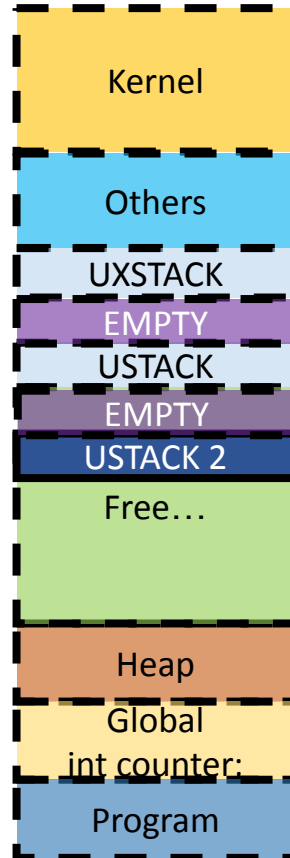 Kernel
Others
UXSTACK
EMPTY
USTACK
EMPTY
USTACK 2
Free…
Heap
Global
int counter;
Program